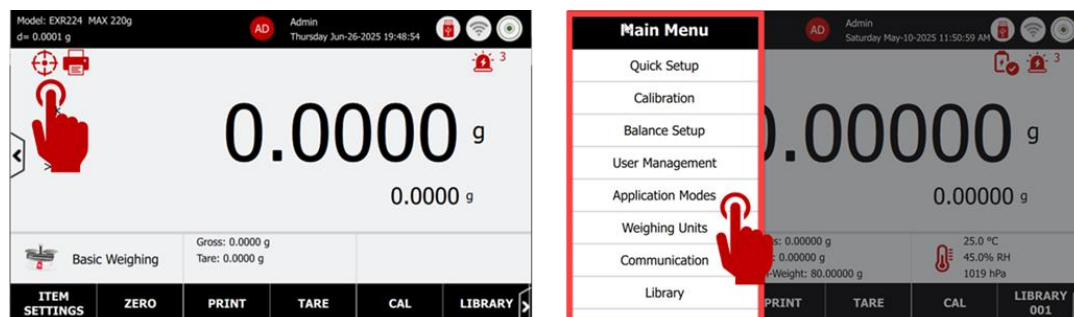 Model: EXR224 MAX 220g
d= 0.0001 g
AD
Admin
Thursday Jun-26-2025 19:48:54
3
0.0000 g
0.0000 g
Basic Weighing
Gross: 0.0000 g
Tare: 0.0000 g
ITEM SETTINGS
ZERO
PRINT
TARE
CAL
LIBRARY
Main Menu
Quick Setup
Calibration
Balance Setup
User Management
Application Modes
Weighing Units
Communication
Library
AD
Admin
Saturday May-10-2025 11:50:59 AM
3
0.00000 g
0.00000 g
0.00000 g
0.00000 g
-Weight: 80.00000 g
25.0 °C
45.0% RH
1019 hPa
PRINT
TARE
CAL
LIBRARY
001